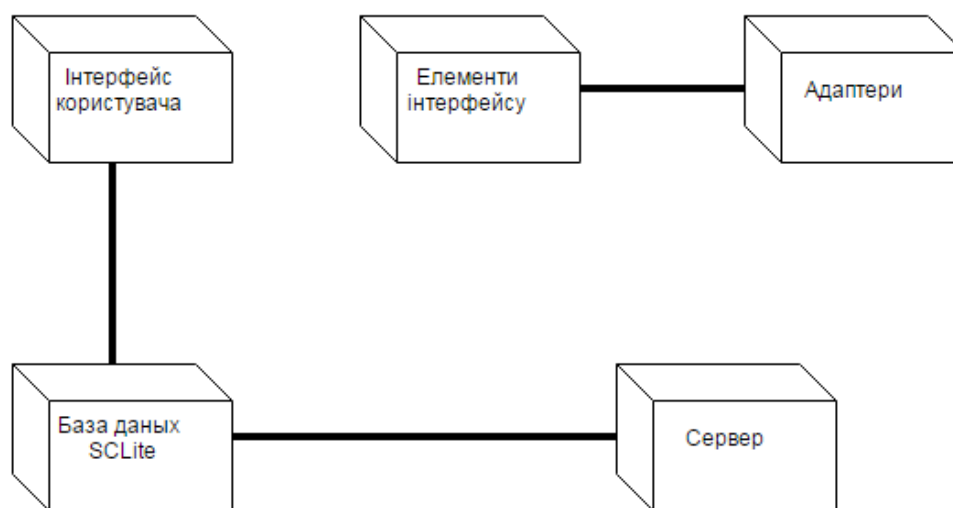 Інтерфейс
користувача
Елементи
інтерфейсу
Адаптери
База даных
SCLite
Сервер